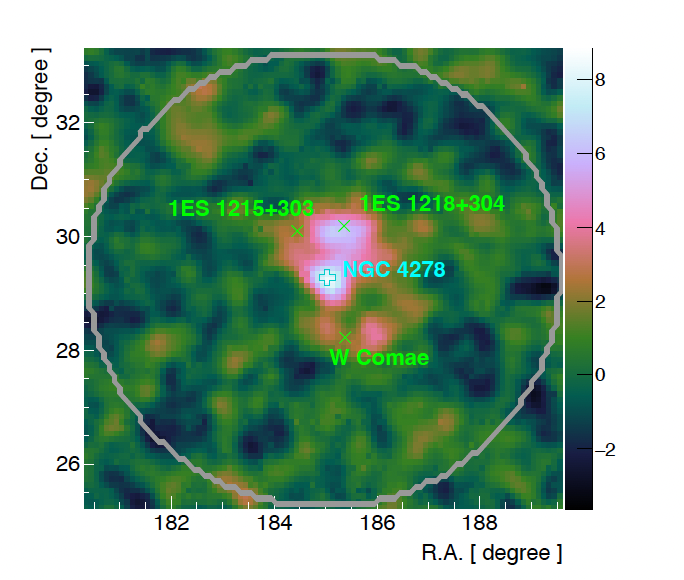 Dec. [ degree ]
32
30
28
26
1ES 1215+303
1ES 1218+304
NGC 4278
W Comae
8
6
4
2
0
−2
182
184
186
188
R.A. [ degree ]